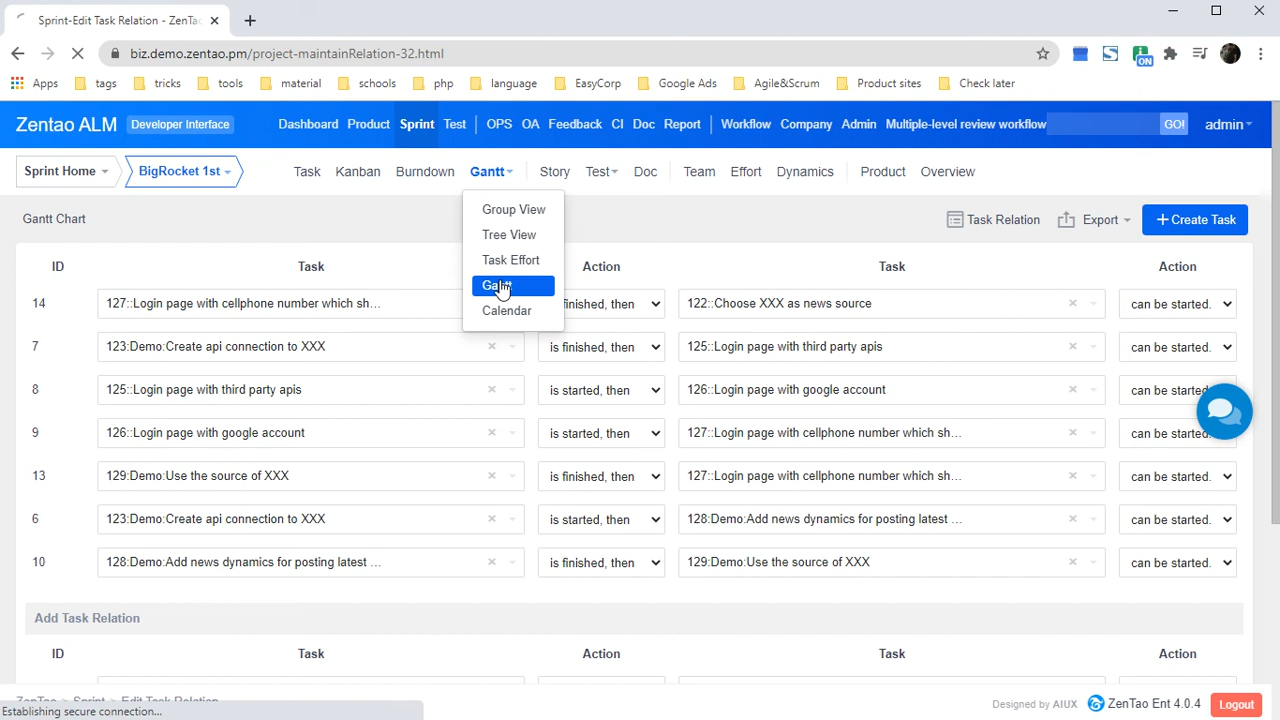 Sprint-Edit Task Relation - ZenTa
biz.demo.zentao.pm/project-maintainRelation-32.html
ON
Apps tags tricks tools material schools php language EasyCorp Google Ads Agile&Scrum Product sites Check later
Zentao ALM Developer Interface Dashboard Product Sprint Test OPS OA Feedback CI Doc Report Workflow Company Admin Multiple-level review workflow GO! admin
Sprint Home BigRocket 1st Task Kanban Burndown Gantt Story Test Doc Team Effort Dynamics Product Overview
Group View
Tree View
Task Effort
Gantt
Calendar
Gantt Chart Task Relation Export + Create Task
ID Task Action Task Action
14 127::Login page with cellphone number which sh... finished, then 122::Choose XXX as news source can be started.
7 123:Demo:Create api connection to XXX is finished, then 125::Login page with third party apis can be started.
8 125::Login page with third party apis is started, then 126::Login page with google account can be started.
9 126::Login page with google account is started, then 127::Login page with cellphone number which sh... can be started.
13 129:Demo:Use the source of XXX is finished, then 127::Login page with cellphone number which sh... can be started.
6 123:Demo:Create api connection to XXX is started, then 128:Demo:Add news dynamics for posting latest ... can be started.
10 128:Demo:Add news dynamics for posting latest ... is finished, then 129:Demo:Use the source of XXX can be started.
Add Task Relation
ID Task Action Task Action
ZenTao > Sprint > Edit Task Relation
Establishing secure connection...
Designed by AIUX ZenTao Ent 4.0.4 Logout